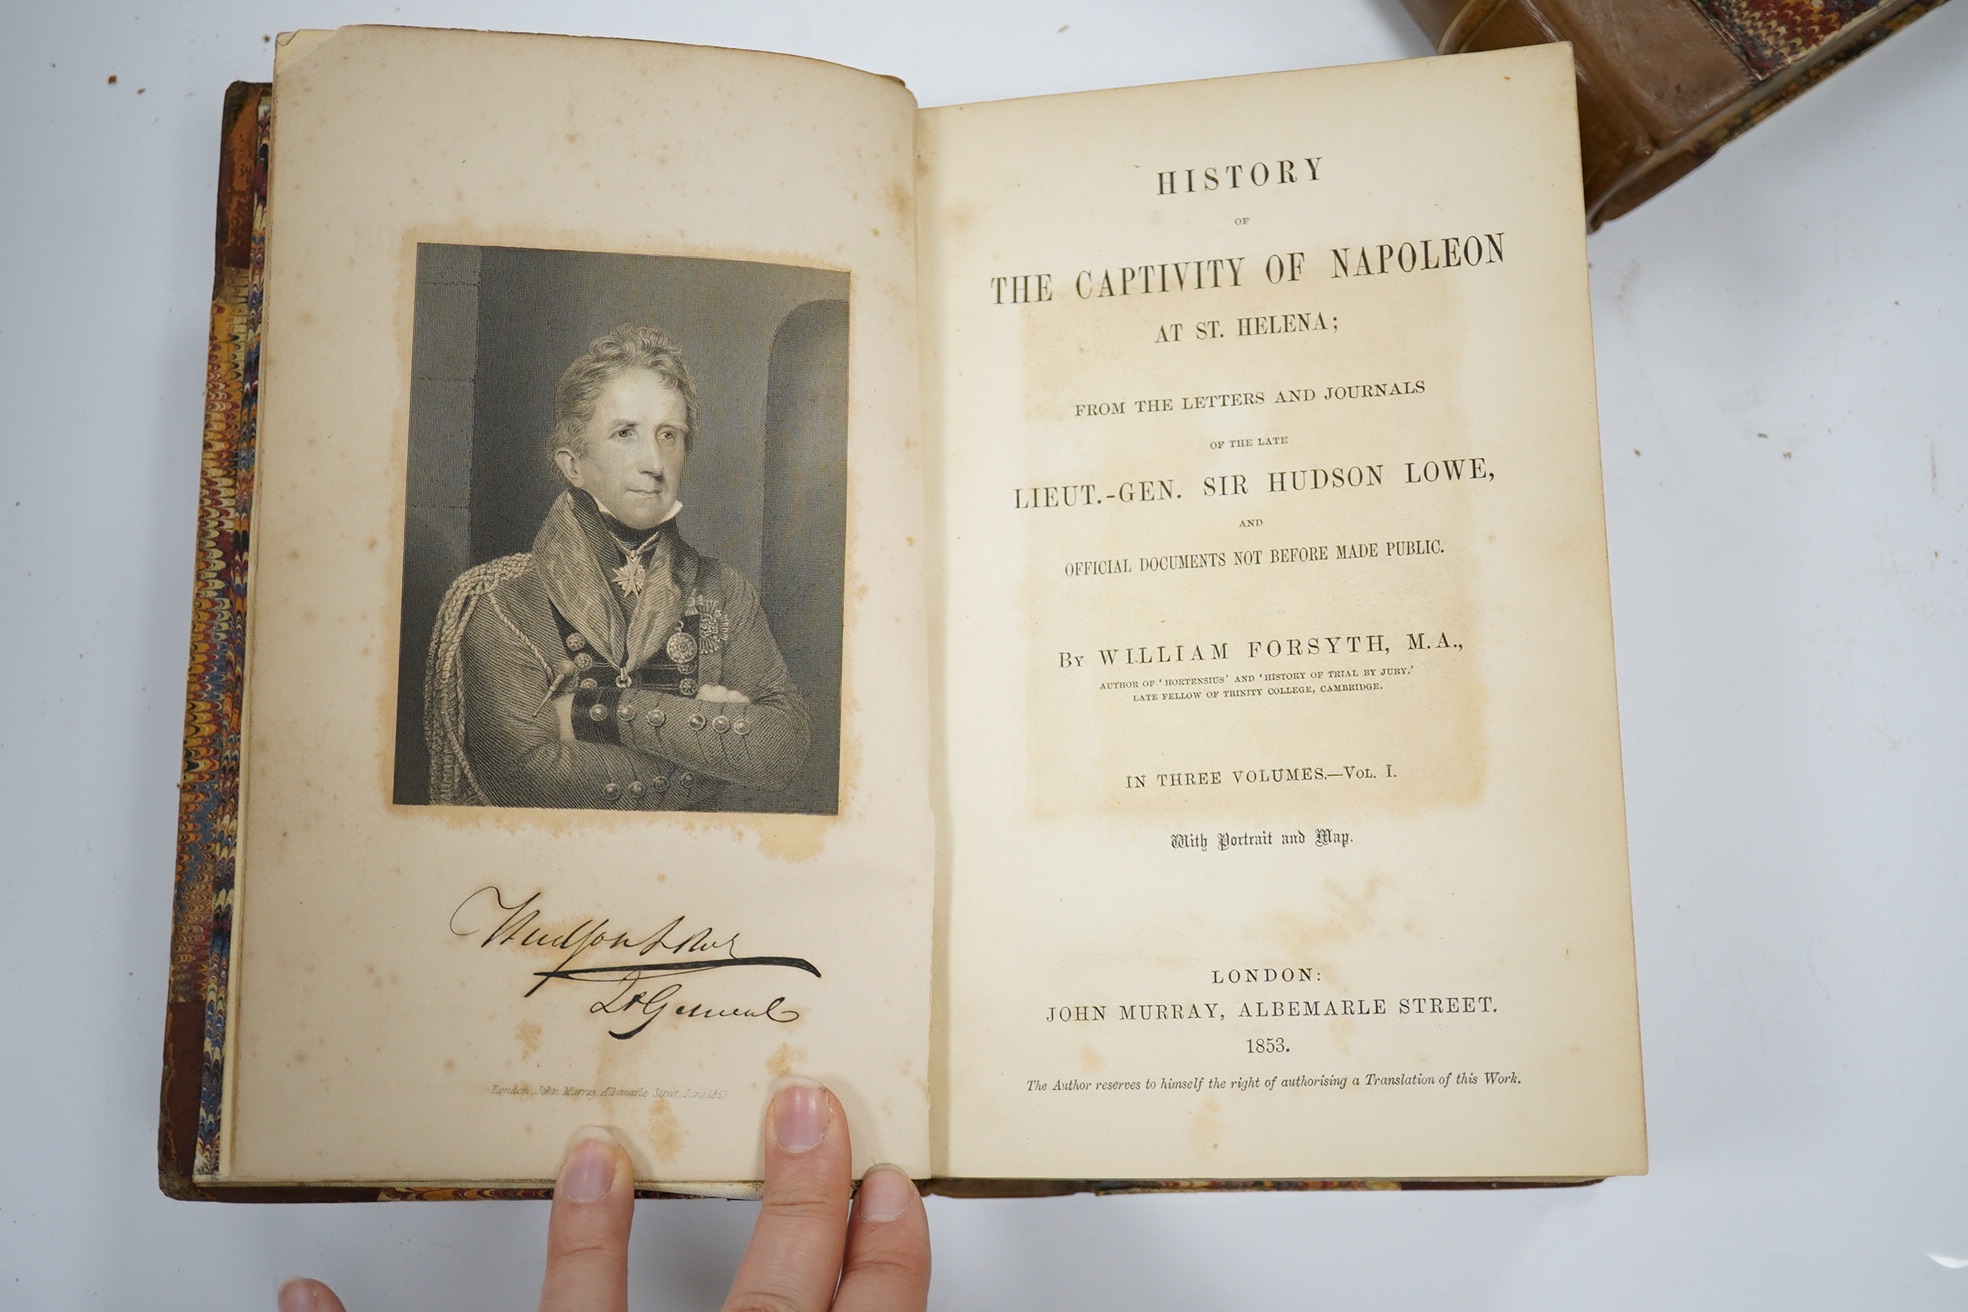 Hudson Lowe
Lt General
London, John Murray, Albemarle Street, June 1853
HISTORY
OF
THE CAPTIVITY OF NAPOLEON
AT ST. HELENA;
FROM THE LETTERS AND JOURNALS
OF THE LATE
LIEUT.-GEN. SIR HUDSON LOWE,
AND
OFFICIAL DOCUMENTS NOT BEFORE MADE PUBLIC.
BY WILLIAM FORSYTH, M.A.,
AUTHOR OF 'HORTENSIUS' AND 'HISTORY OF TRIAL BY JURY.'
LATE FELLOW OF TRINITY COLLEGE, CAMBRIDGE.
IN THREE VOLUMES.—VOL. I.
With Portrait and Map.
LONDON:
JOHN MURRAY, ALBEMARLE STREET.
1853.
The Author reserves to himself the right of authorising a Translation of this Work.